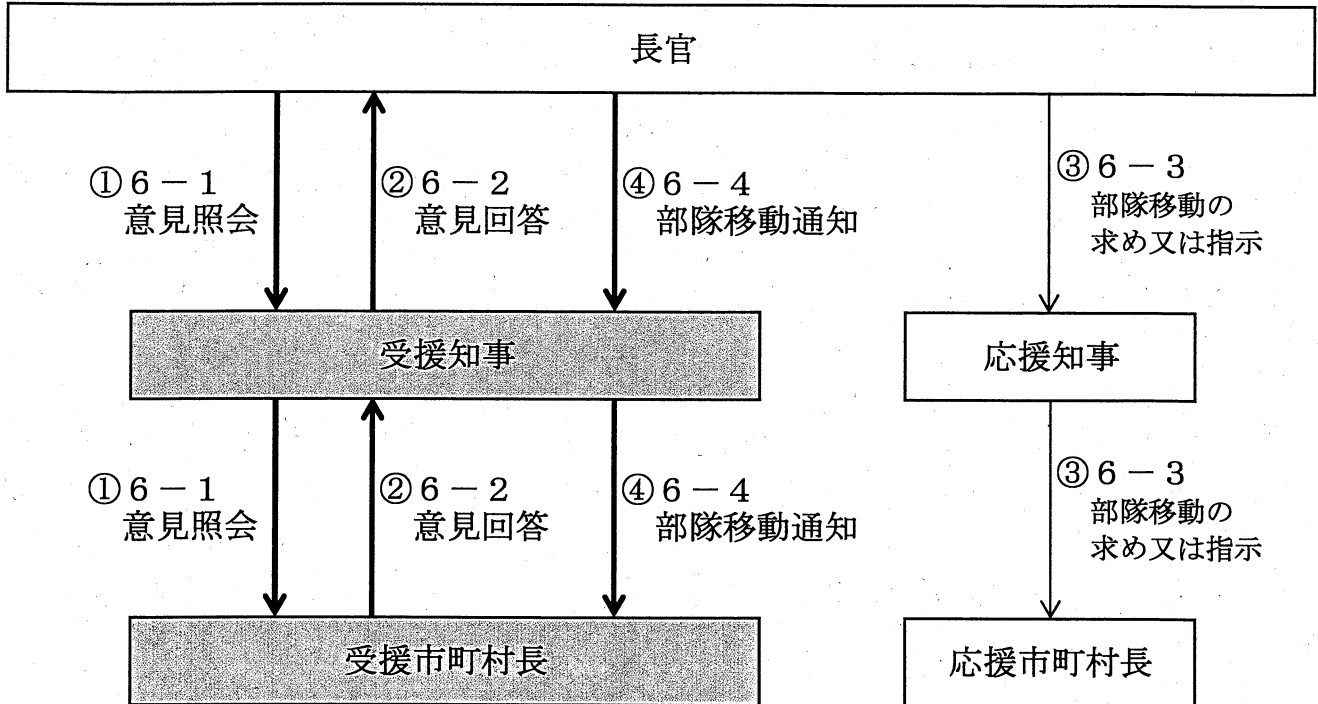 長官
①6－1
意見照会
②6－2
意見回答
④6－4
部隊移動通知
③6－3
部隊移動の
求め又は指示
受援知事
応援知事
①6－1
意見照会
②6－2
意見回答
④6－4
部隊移動通知
③6－3
部隊移動の
求め又は指示
受援市町村長
応援市町村長